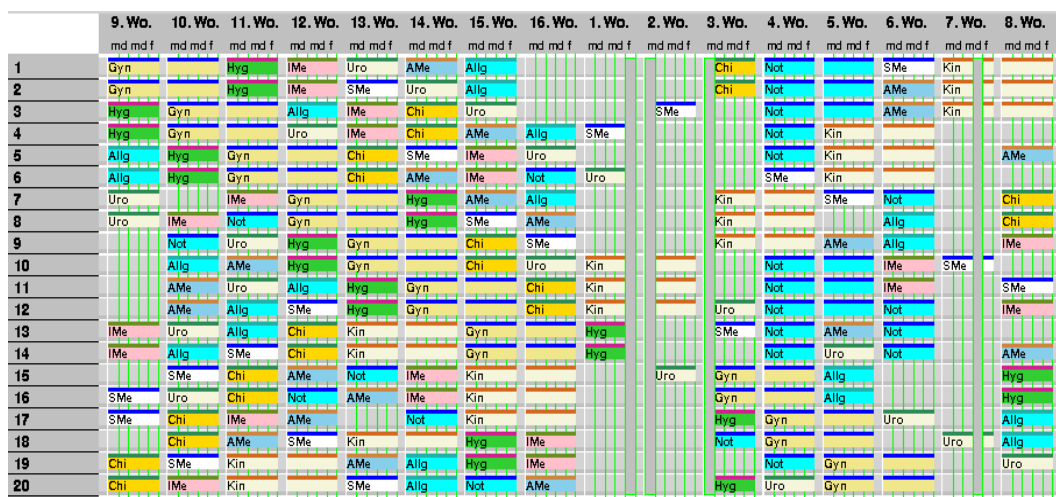 9. Wo. 10. Wo. 11. Wo. 12. Wo. 13. Wo. 14. Wo. 15. Wo. 16. Wo. 1. Wo. 2. Wo. 3. Wo. 4. Wo. 5. Wo. 6. Wo. 7. Wo. 8. Wo.
md md f md md f md md f md md f md md f md md f md md f md md f md md f md md f md md f md md f md md f md md f md md f md md f
1 Gyn Hyg IMe Uro AMe Allg Chi Not SMe Kin
2 Gyn Hyg IMe SMe Uro Allg Chi Not AMe Kin
3 Hyg Gyn Allg IMe Chi Uro SMe Not AMe Kin
4 Hyg Gyn Uro IMe Chi AMe Allg SMe Not Kin
5 Allg Hyg Gyn Chi SMe IMe Uro Not Kin AMe
6 Allg Hyg Gyn Chi AMe IMe Not Uro SMe Kin
7 Uro IMe Gyn Hyg AMe Allg Kin SMe Not Chi
8 Uro IMe Not Gyn Hyg SMe AMe Kin Allg Chi
9 Not Uro Hyg Gyn Chi SMe Kin AMe Allg IMe
10 Allg AMe Hyg Gyn Chi Uro Kin Not IMe SMe
11 AMe Uro Allg Hyg Gyn Chi Kin Not IMe SMe
12 AMe Allg SMe Hyg Gyn Chi Kin Uro Not Not IMe
13 IMe Uro Allg Chi Kin Gyn Hyg SMe Not AMe Not
14 IMe Allg SMe Chi Kin Gyn Hyg Not Uro Not AMe
15 SMe Chi AMe Not IMe Kin Uro Gyn Allg Hyg
16 SMe Uro Chi Not AMe IMe Kin Gyn Allg Hyg
17 SMe Chi IMe AMe Not Kin Hyg Gyn Uro Allg
18 Chi AMe SMe Kin Hyg IMe Not Gyn Uro Allg
19 Chi SMe Kin AMe Allg Hyg IMe Not Gyn Uro
20 Chi IMe Kin SMe Allg Not AMe Hyg Uro Gyn